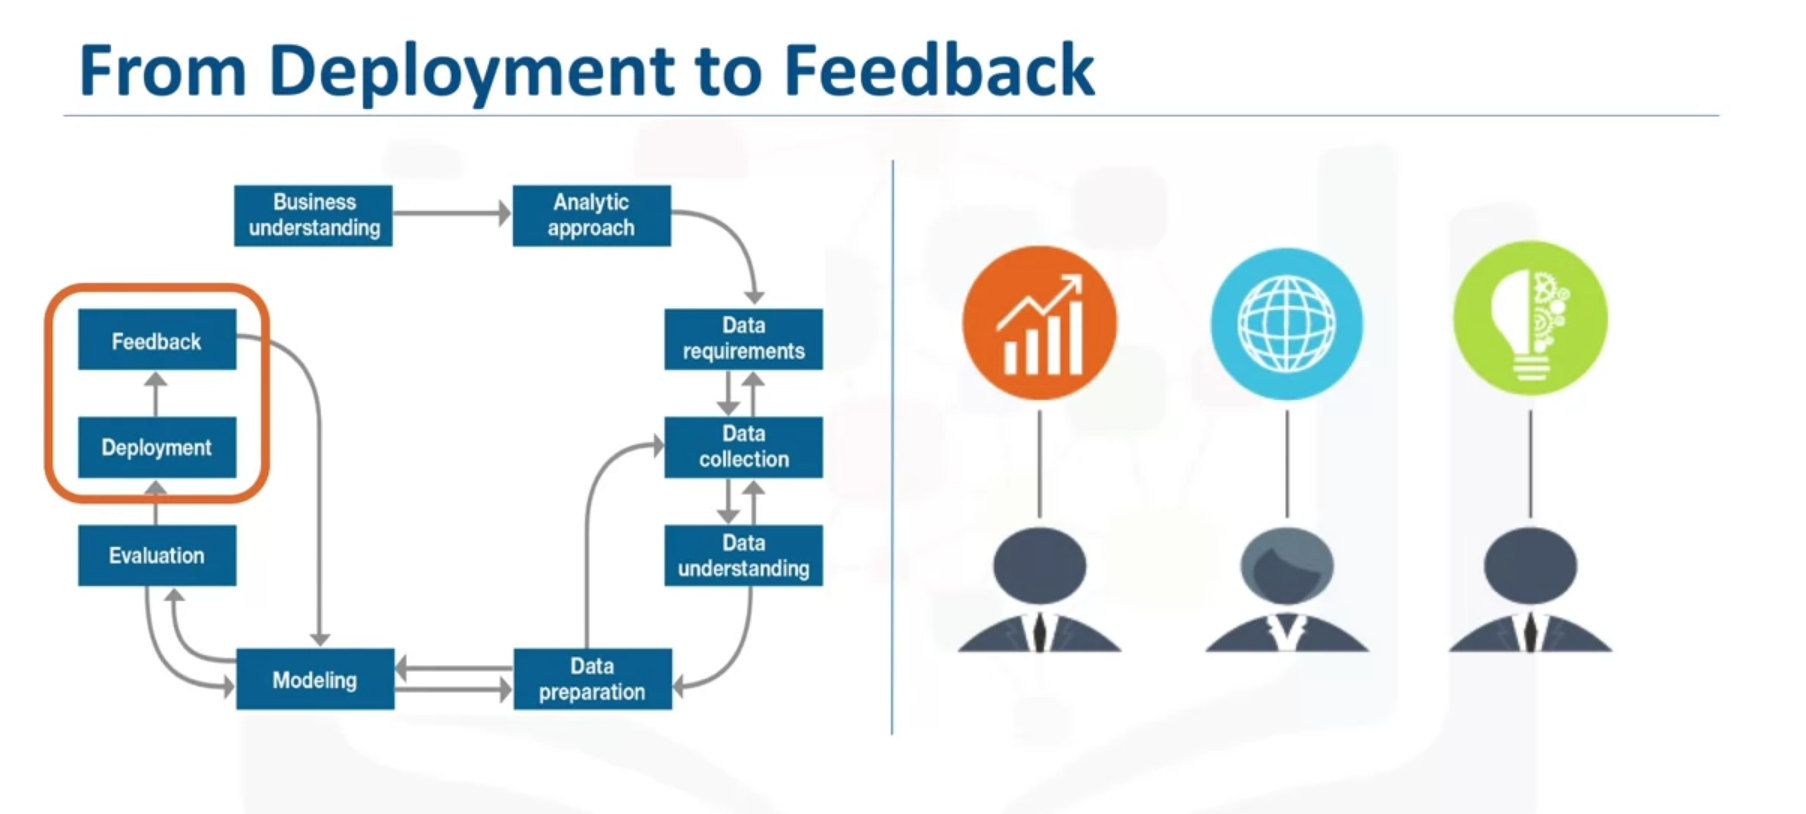 From Deployment to Feedback
Business
understanding
Analytic
approach
Feedback
Data
requirements
Deployment
Data
collection
Evaluation
Data
understanding
Modeling
Data
preparation